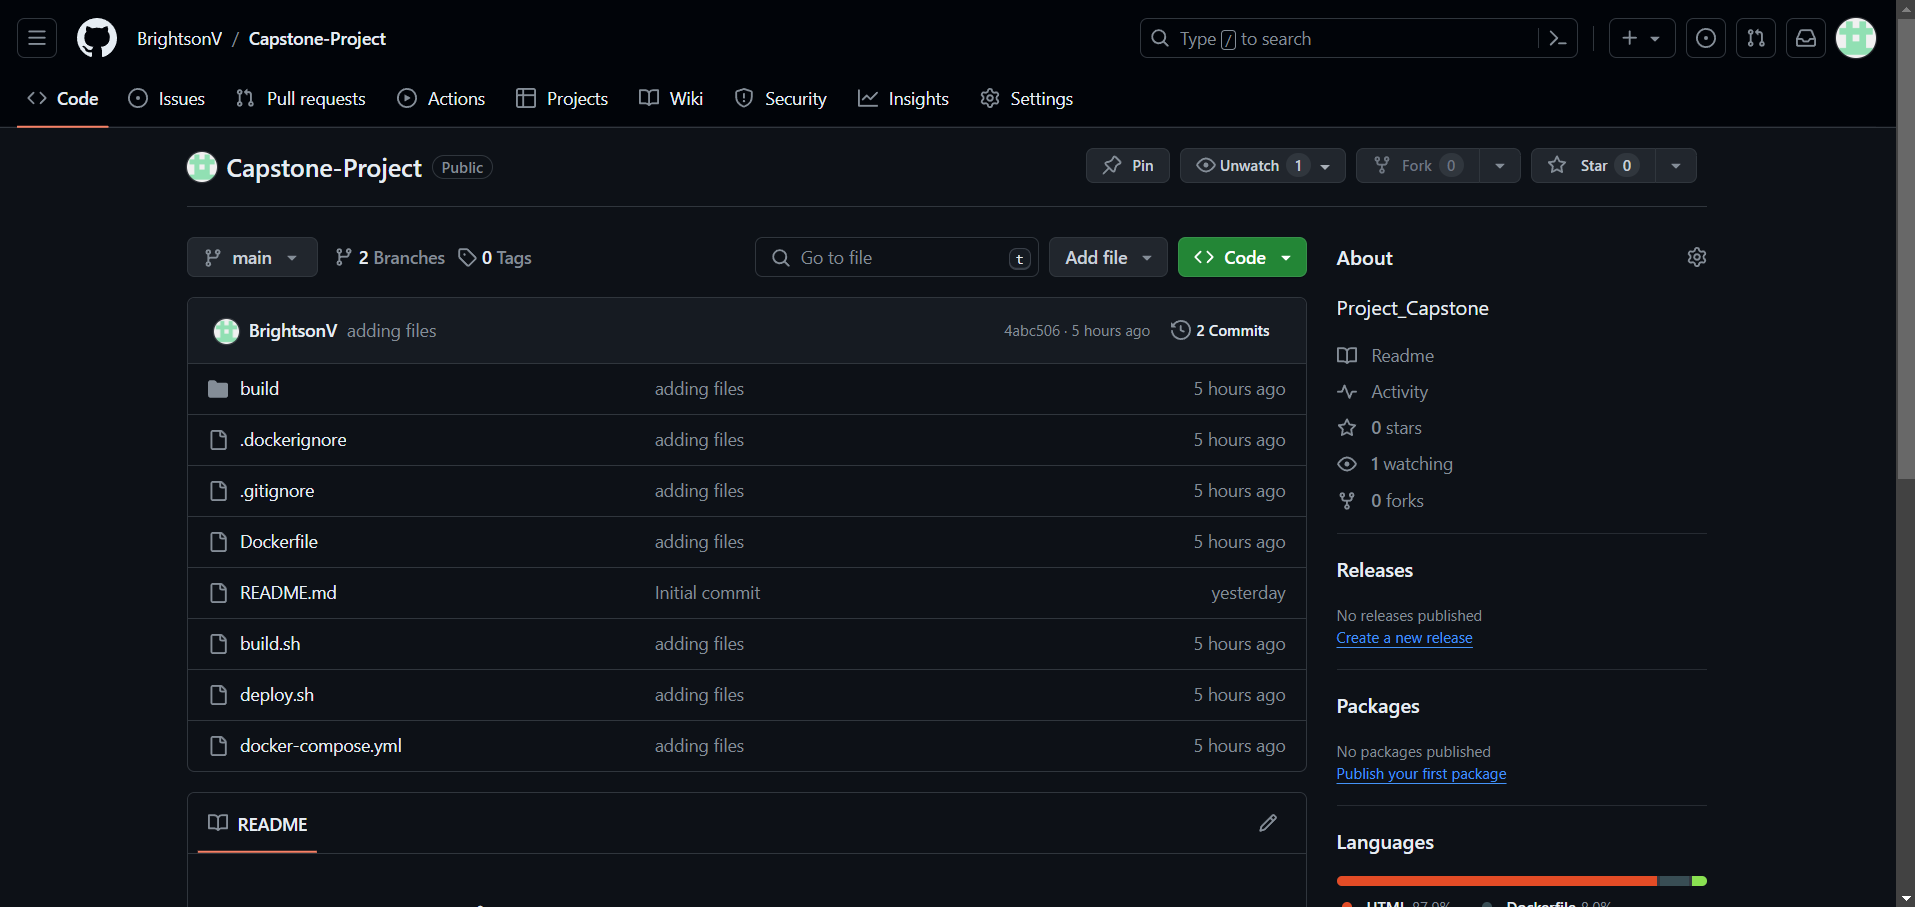 BrightsonV / Capstone-Project
Type / to search
Code Issues Pull requests Actions Projects Wiki Security Insights Settings
Capstone-Project Public
Pin Unwatch 1 Fork 0 Star 0
main 2 Branches 0 Tags
Go to file t Add file Code
BrightsonV adding files 4abc506 · 5 hours ago 2 Commits
build adding files 5 hours ago
.dockerignore adding files 5 hours ago
.gitignore adding files 5 hours ago
Dockerfile adding files 5 hours ago
README.md Initial commit yesterday
build.sh adding files 5 hours ago
deploy.sh adding files 5 hours ago
docker-compose.yml adding files 5 hours ago
README
About
Project_Capstone
Readme
Activity
0 stars
1 watching
0 forks
Releases
No releases published
Create a new release
Packages
No packages published
Publish your first package
Languages
HTML 87.0% Dockerfile 8.0%